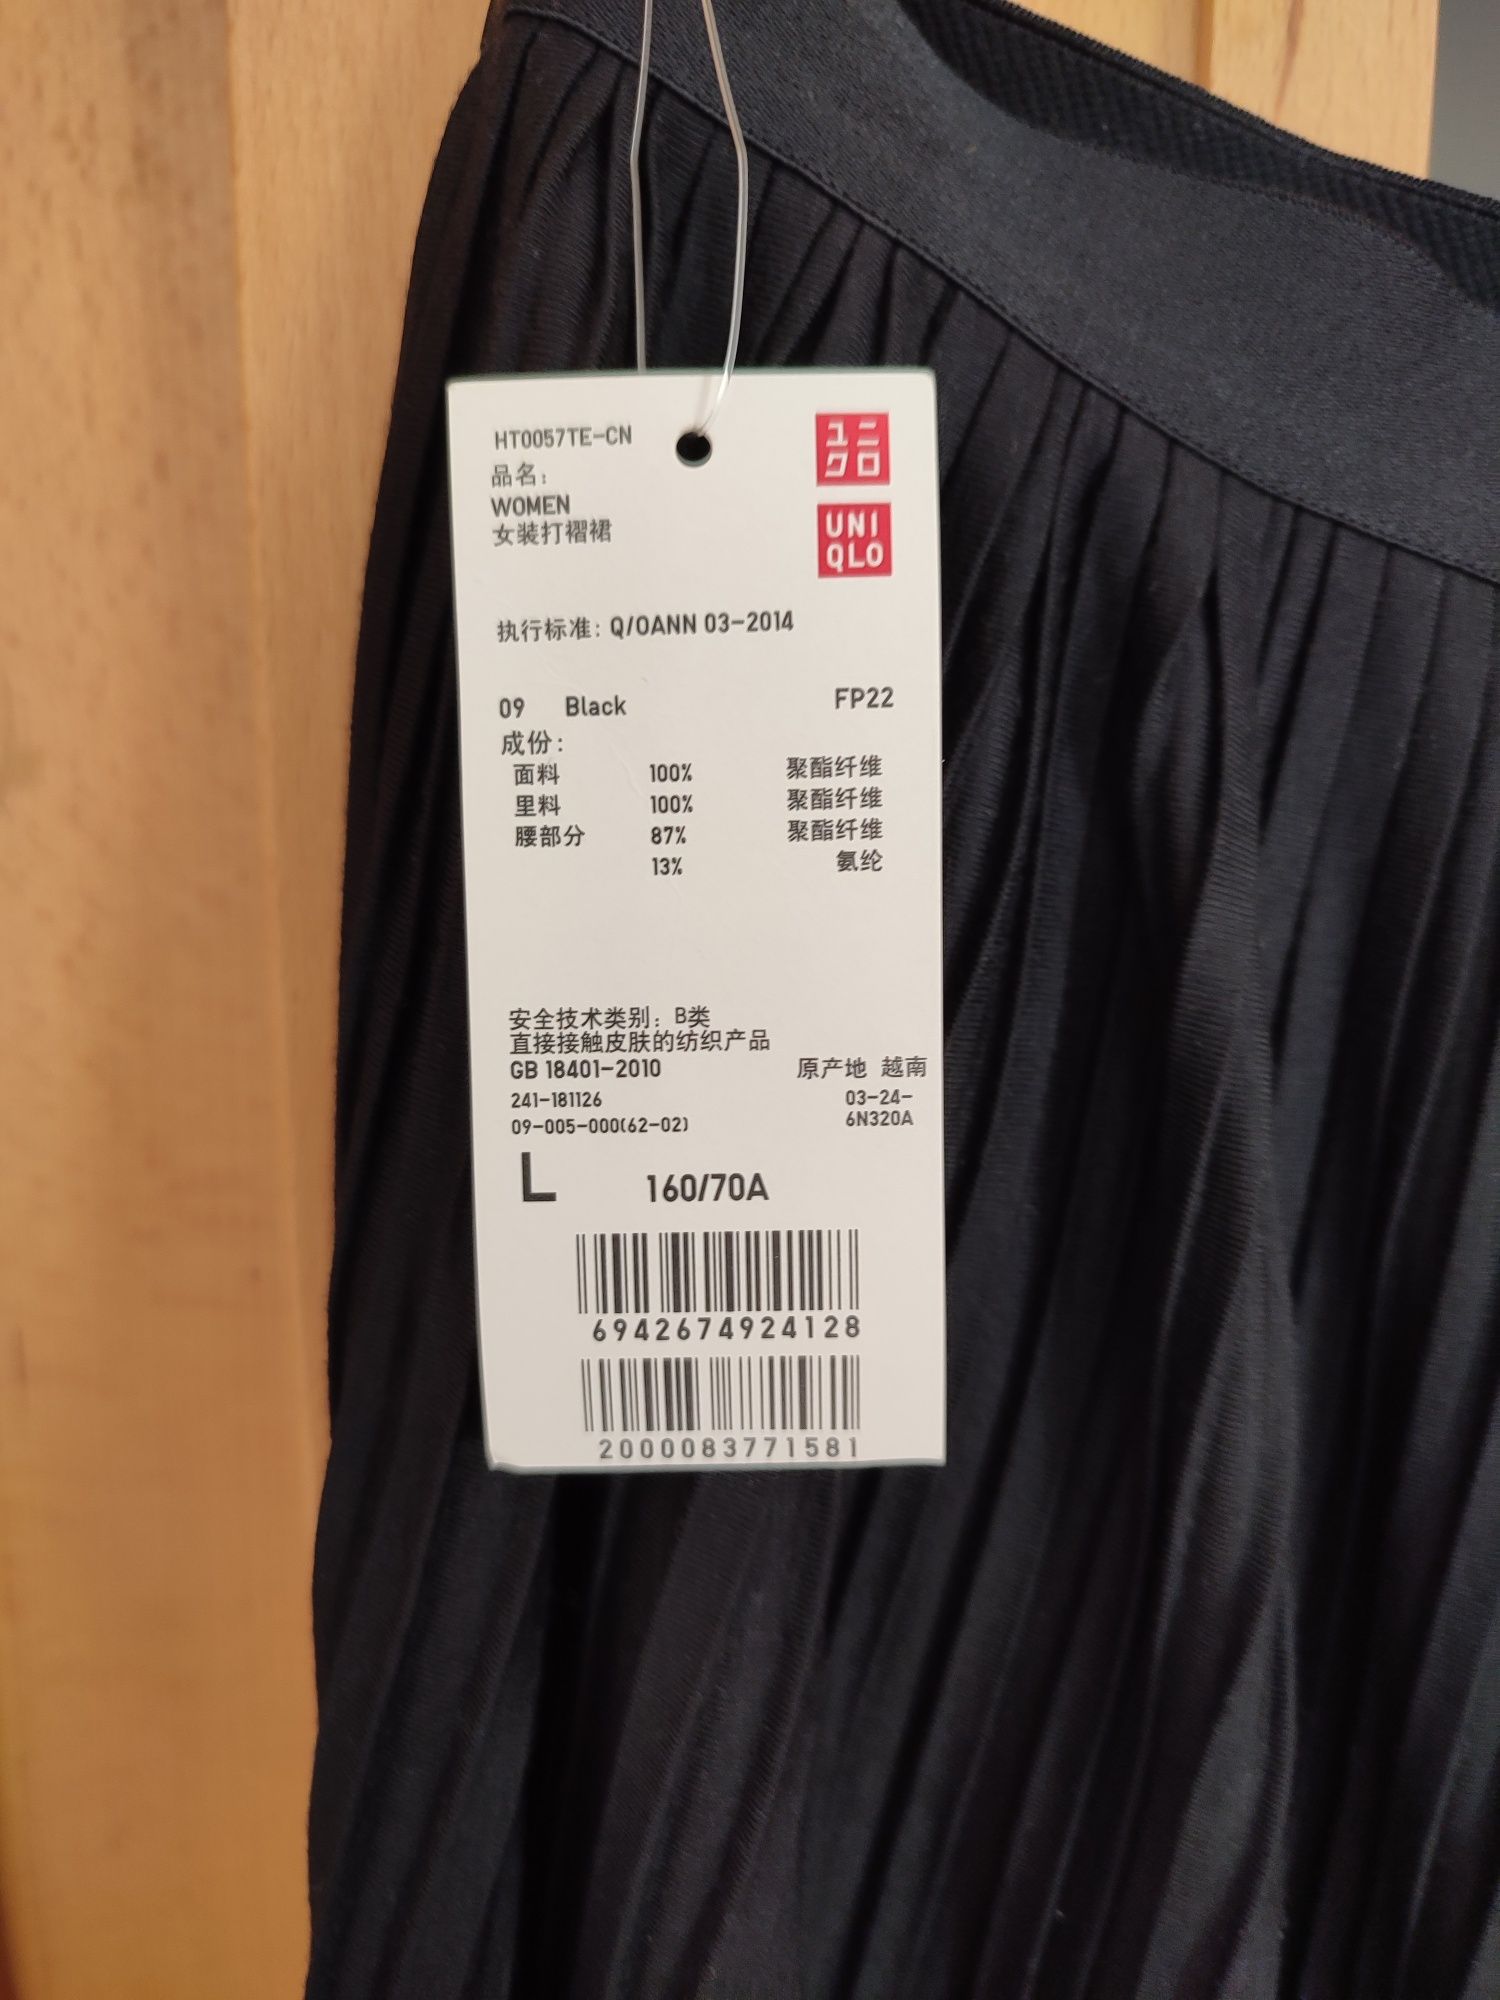 HT0057TE-CN
品名：
WOMEN
女装打褶裙
ユニ
クロ
UNI
QLO
执行标准：Q/OANN 03-2014
09 Black FP22
成份：
面料 100% 聚酯纤维
里料 100% 聚酯纤维
腰部分 87% 聚酯纤维
13% 氨纶
安全技术类别：B类
直接接触皮肤的纺织产品
GB 18401-2010 原产地 越南
241-181126 03-24-
09-005-000(62-02) 6N320A
L 160/70A
6942674924128
2000083771581